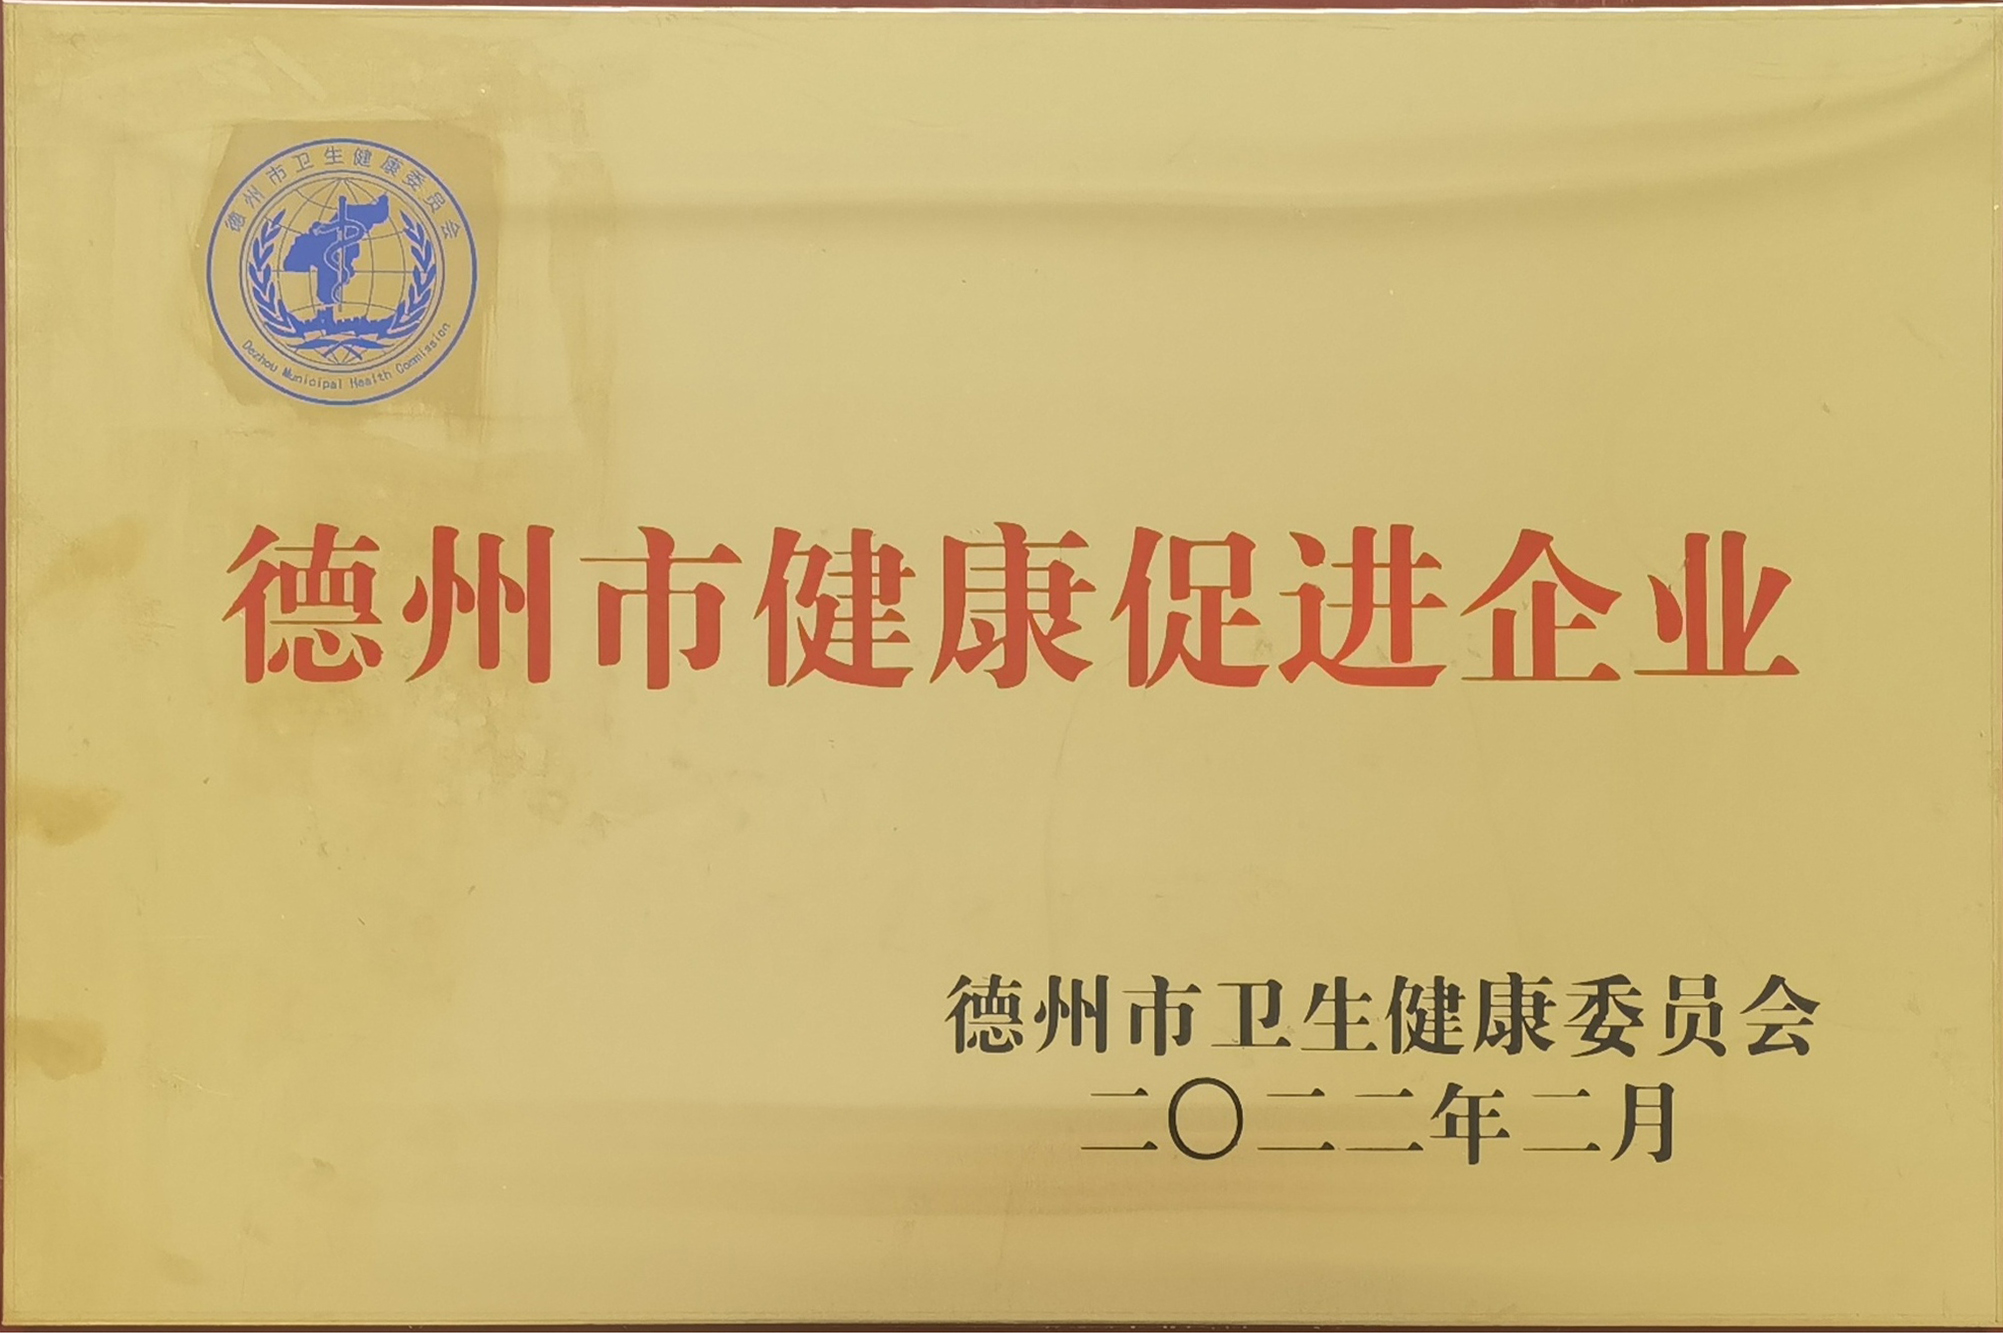 德州市卫生健康委员会
Dezhou Municipal Health Commission
德州市健康促进企业
德州市卫生健康委员会
二〇二二年二月